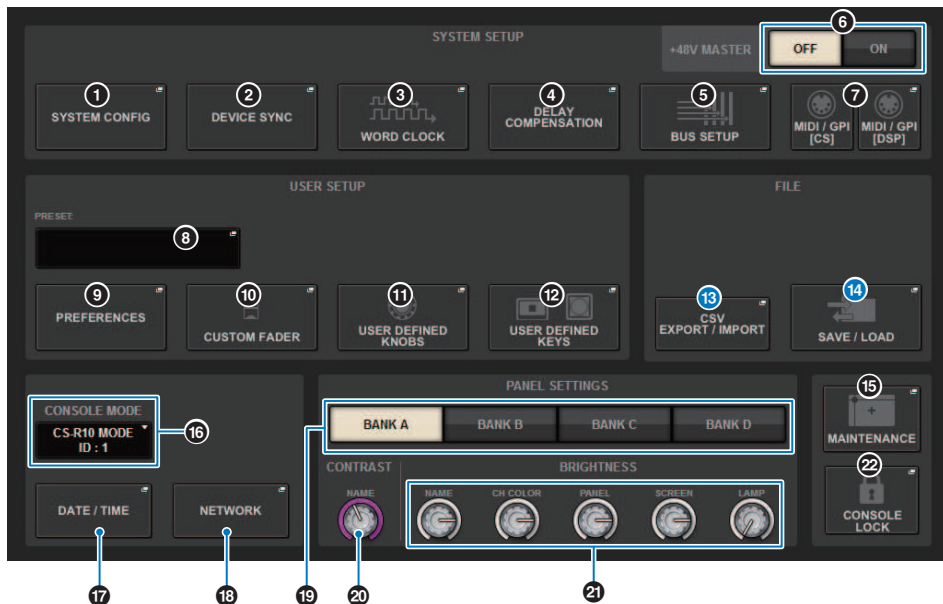 SYSTEM SETUP
+48V MASTER
OFF
ON
6
1
SYSTEM CONFIG
2
DEVICE SYNC
3
WORD CLOCK
4
DELAY
COMPENSATION
5
BUS SETUP
7
MIDI / GPI
[CS]
MIDI / GPI
[DSP]
USER SETUP
PRESET:
8
9
PREFERENCES
10
CUSTOM FADER
11
USER DEFINED
KNOBS
12
USER DEFINED
KEYS
FILE
13
CSV
EXPORT / IMPORT
14
SAVE / LOAD
CONSOLE MODE
CS-R10 MODE
ID : 1
16
DATE / TIME
NETWORK
17
18
PANEL SETTINGS
BANK A
BANK B
BANK C
BANK D
CONTRAST
NAME
BRIGHTNESS
NAME
CH COLOR
PANEL
SCREEN
LAMP
19
20
21
15
MAINTENANCE
22
CONSOLE
LOCK